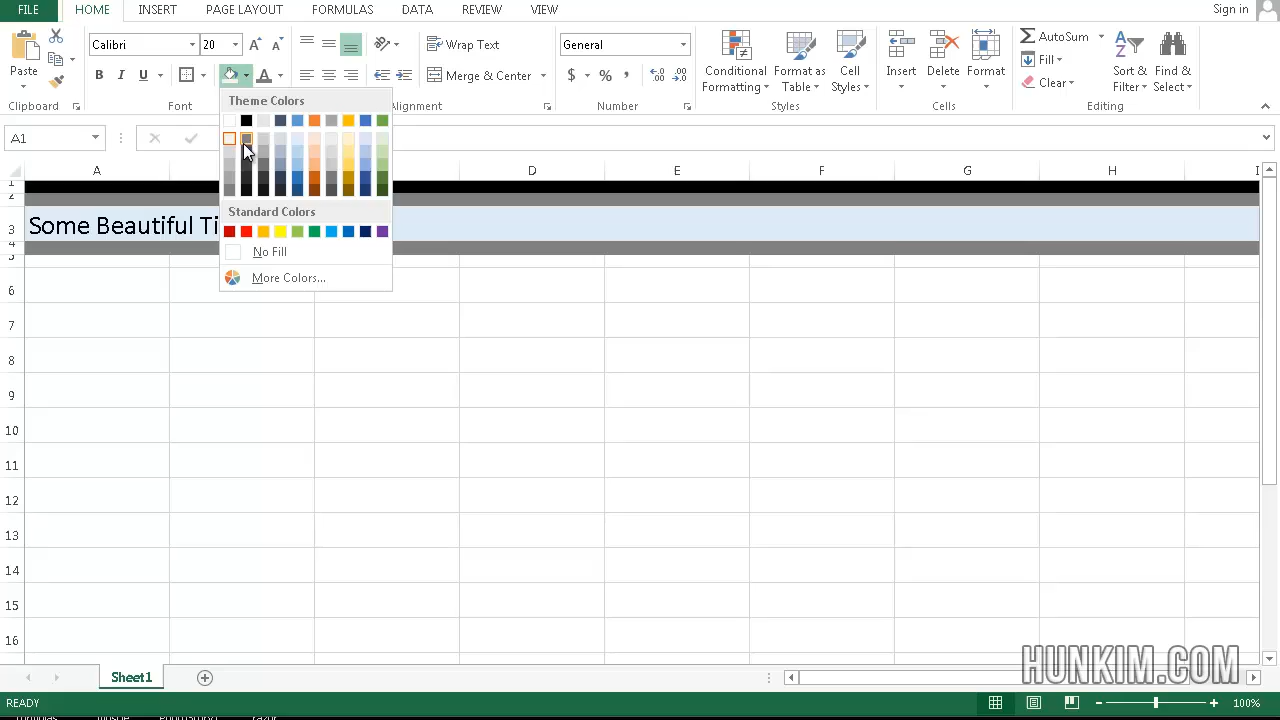 FILE HOME INSERT PAGE LAYOUT FORMULAS DATA REVIEW VIEW Sign in
Calibri 20 A A Wrap Text General AutoSum
Paste B I U A Merge & Center $ % , Conditional Formatting Format as Table Cell Styles Insert Delete Format Fill Clear Sort & Filter Find & Select
Clipboard Font Alignment Number Styles Cells Editing
Theme Colors
A1
A D E F G H I
1
2
Standard Colors
3 Some Beautiful Ti
4
No Fill
5
More Colors...
6
7
8
9
10
11
12
13
14
15
16
HUNKIM.COM
Sheet1
READY 100%